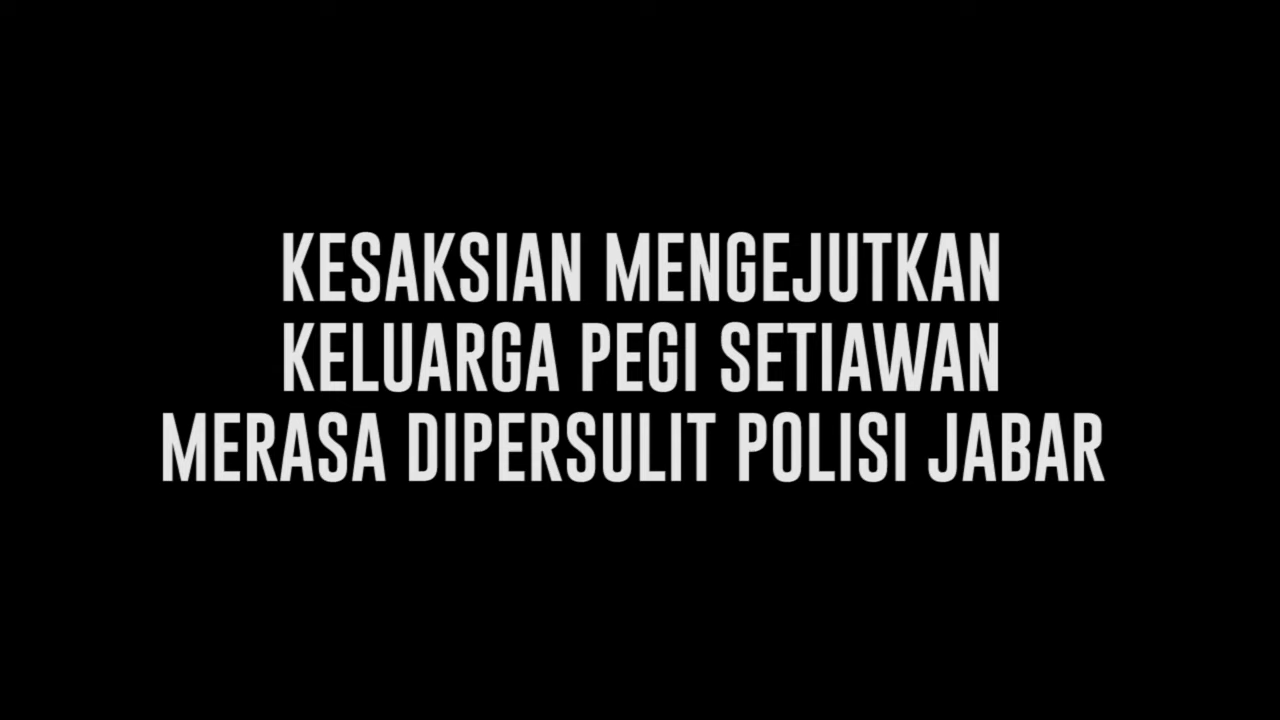 KESAKSIAN MENGEJUTKAN
KELUARGA PEGI SETIAWAN
MERASA DIPERSULIT POLISI JABAR